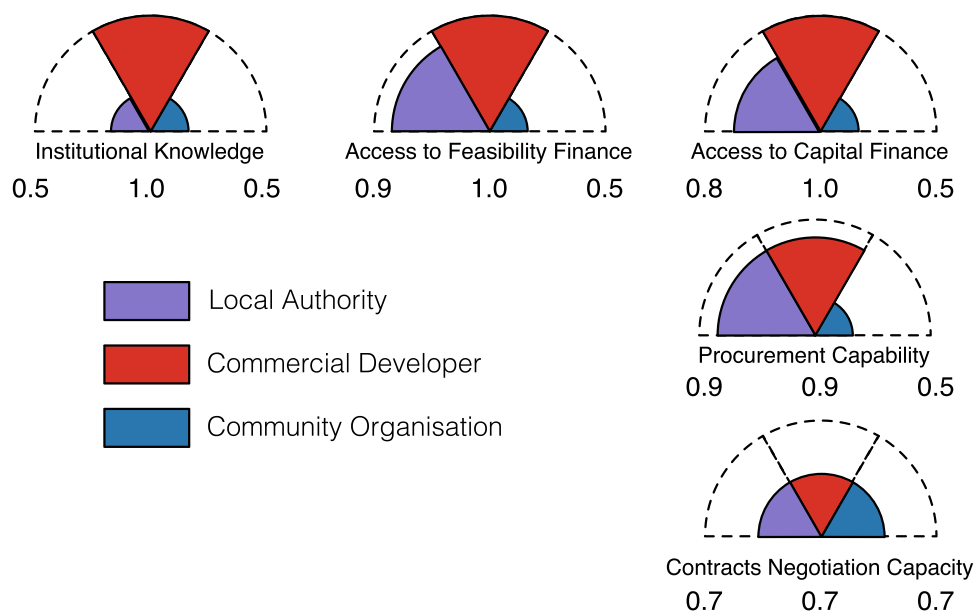 Institutional Knowledge
0.5 1.0 0.5
Access to Feasibility Finance
0.9 1.0 0.5
Access to Capital Finance
0.8 1.0 0.5
Procurement Capability
0.9 0.9 0.5
Local Authority
Commercial Developer
Community Organisation
Contracts Negotiation Capacity
0.7 0.7 0.7